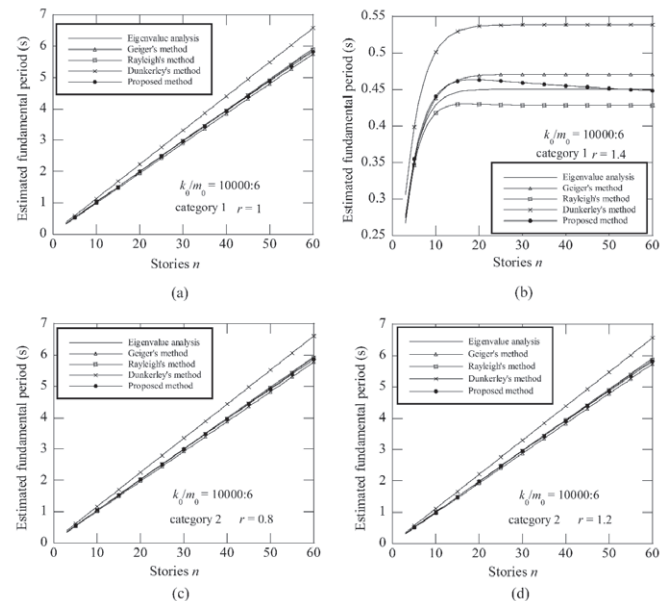 Estimated fundamental period (s)
7
6
5
4
3
2
1
0
Eigenvalue analysis
Geiger's method
Rayleigh's method
Dunkerley's method
Proposed method
k0/m0 = 10000:6
category 1 r = 1
0 10 20 30 40 50 60
Stories n
(a)
Estimated fundamental period (s)
0.55
0.5
0.45
0.4
0.35
0.3
0.25
k0/m0 = 10000:6
category 1 r = 1.4
Eigenvalue analysis
Geiger's method
Rayleigh's method
Dunkerley's method
Proposed method
0 10 20 30 40 50 60
Stories n
(b)
Estimated fundamental period (s)
7
6
5
4
3
2
1
0
Eigenvalue analysis
Geiger's method
Rayleigh's method
Dunkerley's method
Proposed method
k0/m0 = 10000:6
category 2 r = 0.8
0 10 20 30 40 50 60
Stories n
(c)
Estimated fundamental period (s)
7
6
5
4
3
2
1
0
Eigenvalue analysis
Geiger's method
Rayleigh's method
Dunkerley's method
Proposed method
k0/m0 = 10000:6
category 2 r = 1.2
0 10 20 30 40 50 60
Stories n
(d)